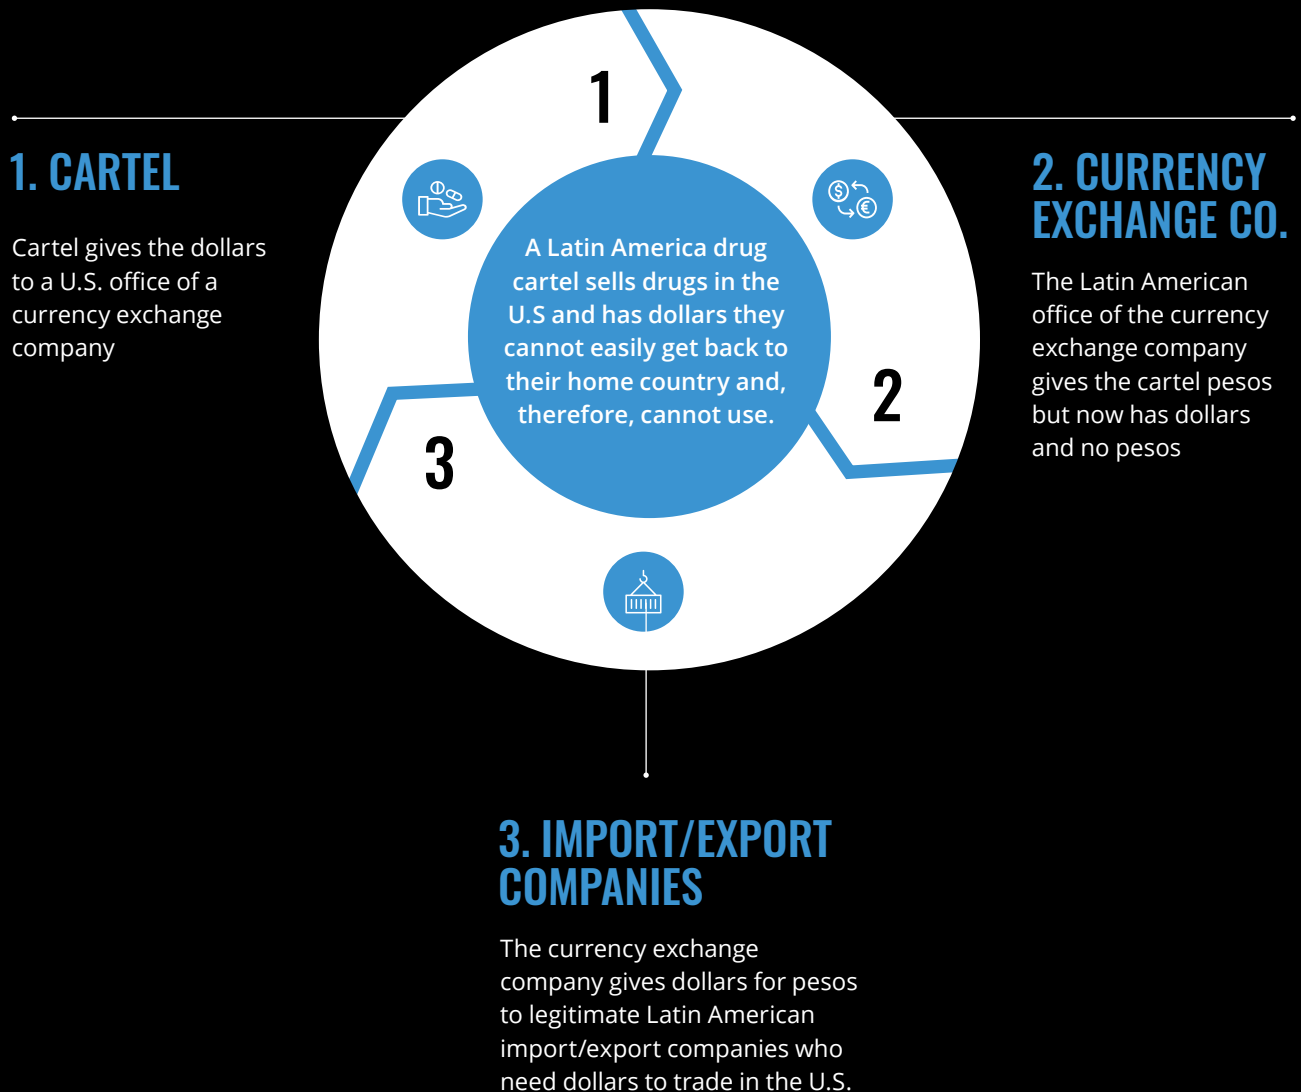 1
1. CARTEL
Cartel gives the dollars
to a U.S. office of a
currency exchange
company
A Latin America drug
cartel sells drugs in the
U.S and has dollars they
cannot easily get back to
their home country and,
therefore, cannot use.
$
€
2. CURRENCY
EXCHANGE CO.
The Latin American
office of the currency
exchange company
gives the cartel pesos
but now has dollars
and no pesos
2
3
3. IMPORT/EXPORT
COMPANIES
The currency exchange
company gives dollars for pesos
to legitimate Latin American
import/export companies who
need dollars to trade in the U.S.